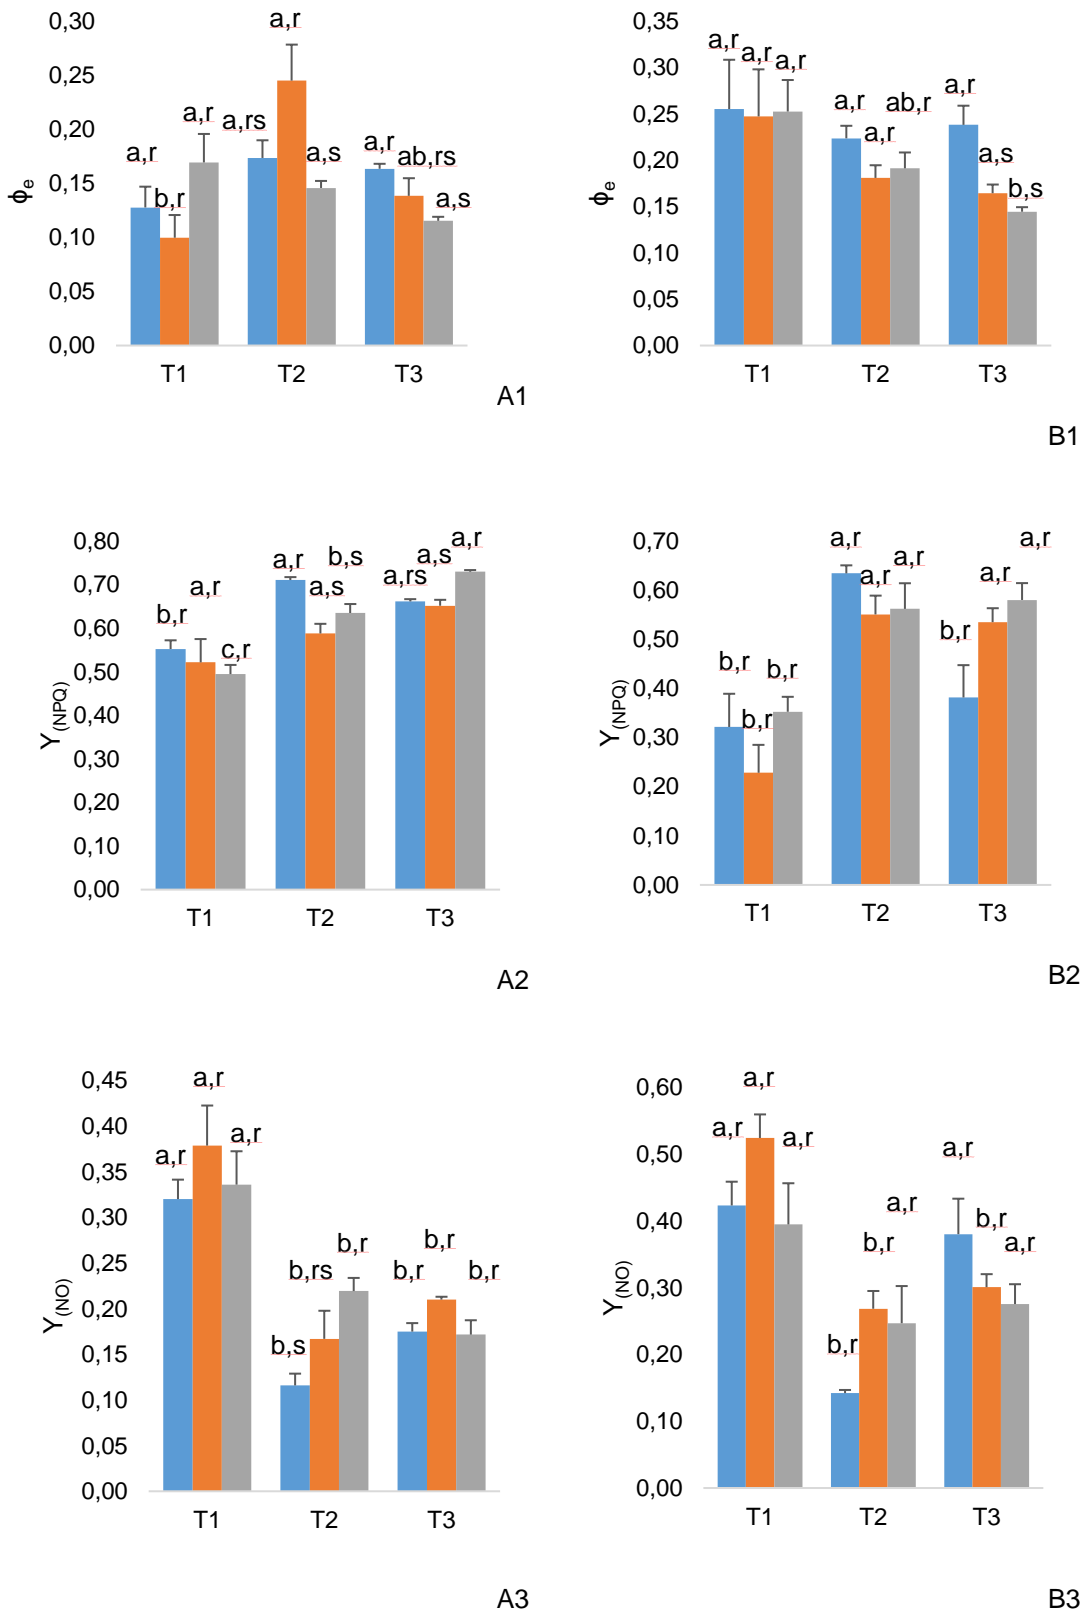 0,30
0,25
0,20
0,15
0,10
0,05
0,00
ϕe
a,r
b,r
a,r
a,rs
a,r
a,s
a,r
ab,rs
a,s
T1 T2 T3
A1
0,35
0,30
0,25
0,20
0,15
0,10
0,05
0,00
ϕe
a,r
a,r
a,r
a,r
a,r
ab,r
a,r
a,s
b,s
T1 T2 T3
B1
0,80
0,70
0,60
0,50
0,40
0,30
0,20
0,10
0,00
Y(NPQ)
b,r
a,r
c,r
a,r
a,s
b,s
a,rs
a,s
a,r
T1 T2 T3
A2
0,70
0,60
0,50
0,40
0,30
0,20
0,10
0,00
Y(NPQ)
b,r
b,r
b,r
a,r
a,r
a,r
b,r
a,r
a,r
T1 T2 T3
B2
0,45
0,40
0,35
0,30
0,25
0,20
0,15
0,10
0,05
0,00
Y(NO)
a,r
a,r
a,r
b,s
b,rs
b,r
b,r
b,r
b,r
T1 T2 T3
A3
0,60
0,50
0,40
0,30
0,20
0,10
0,00
Y(NO)
a,r
a,r
a,r
b,r
b,r
a,r
a,r
b,r
a,r
T1 T2 T3
B3